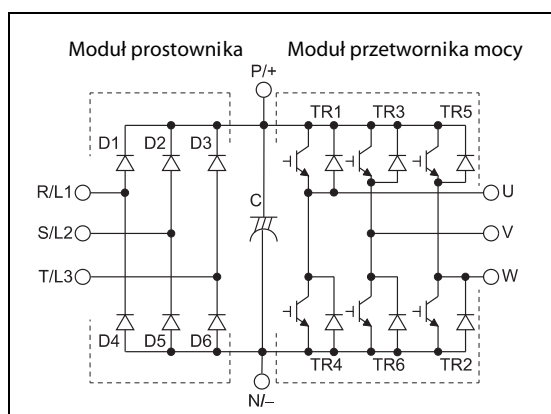 Moduł prostownika
Moduł przetwornika mocy
P/+
D1 D2 D3
TR1 TR3 TR5
R/L1
U
C
S/L2
V
T/L3
W
D4 D5 D6
TR4 TR6 TR2
N/–